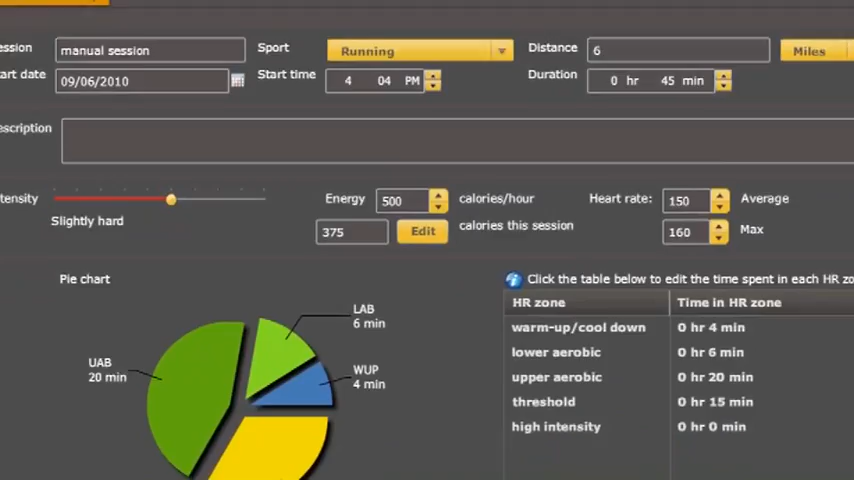 ession manual session Sport Running Distance 6 Miles
art date 09/06/2010 Start time 4 04 PM Duration 0 hr 45 min
escription
ntensity Energy 500 calories/hour Heart rate: 150 Average
Slightly hard 375 Edit calories this session 160 Max
Pie chart
LAB
6 min
UAB
20 min
WUP
4 min
Click the table below to edit the time spent in each HR zo
HR zone Time in HR zone
warm-up/cool down 0 hr 4 min
lower aerobic 0 hr 6 min
upper aerobic 0 hr 20 min
threshold 0 hr 15 min
high intensity 0 hr 0 min